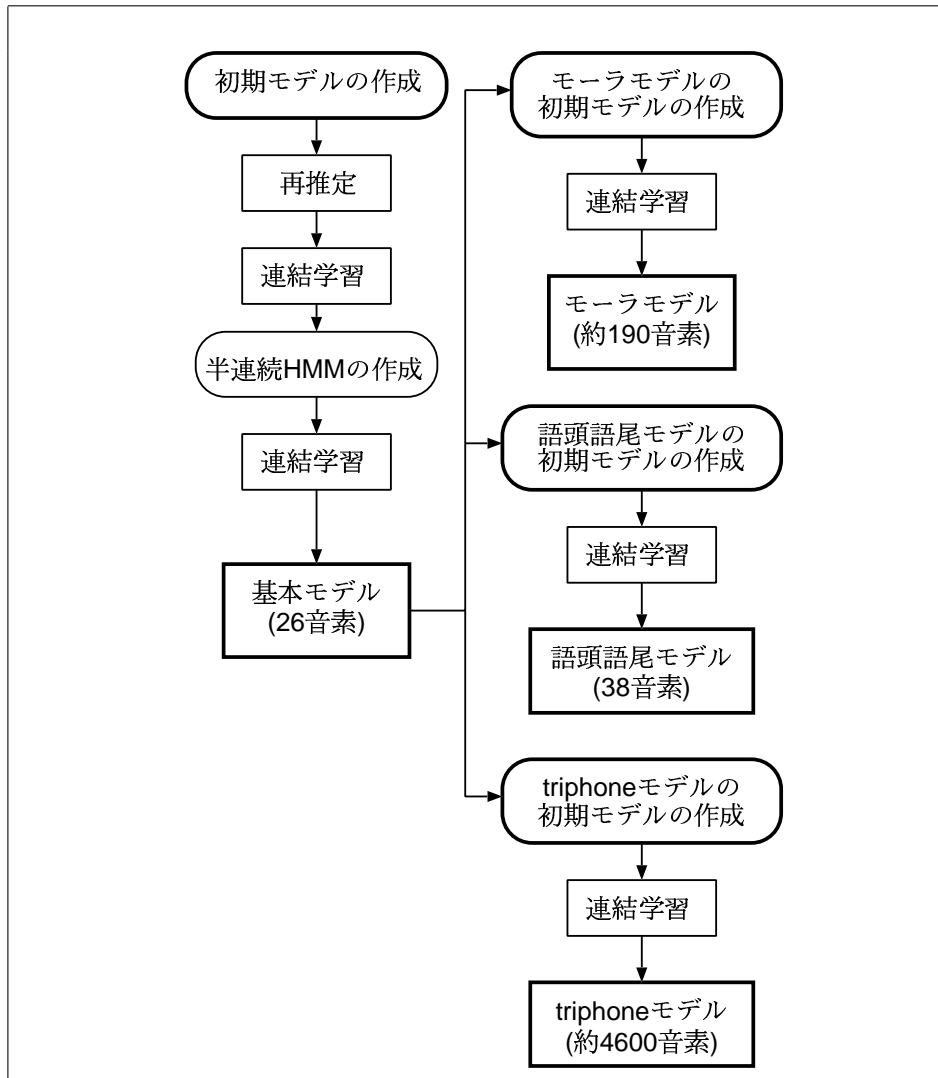 初期モデルの作成
再推定
連結学習
半連続HMMの作成
連結学習
基本モデル
(26音素)
モーラモデルの
初期モデルの作成
連結学習
モーラモデル
(約190音素)
語頭語尾モデルの
初期モデルの作成
連結学習
語頭語尾モデル
(38音素)
triphoneモデルの
初期モデルの作成
連結学習
triphoneモデル
(約4600音素)